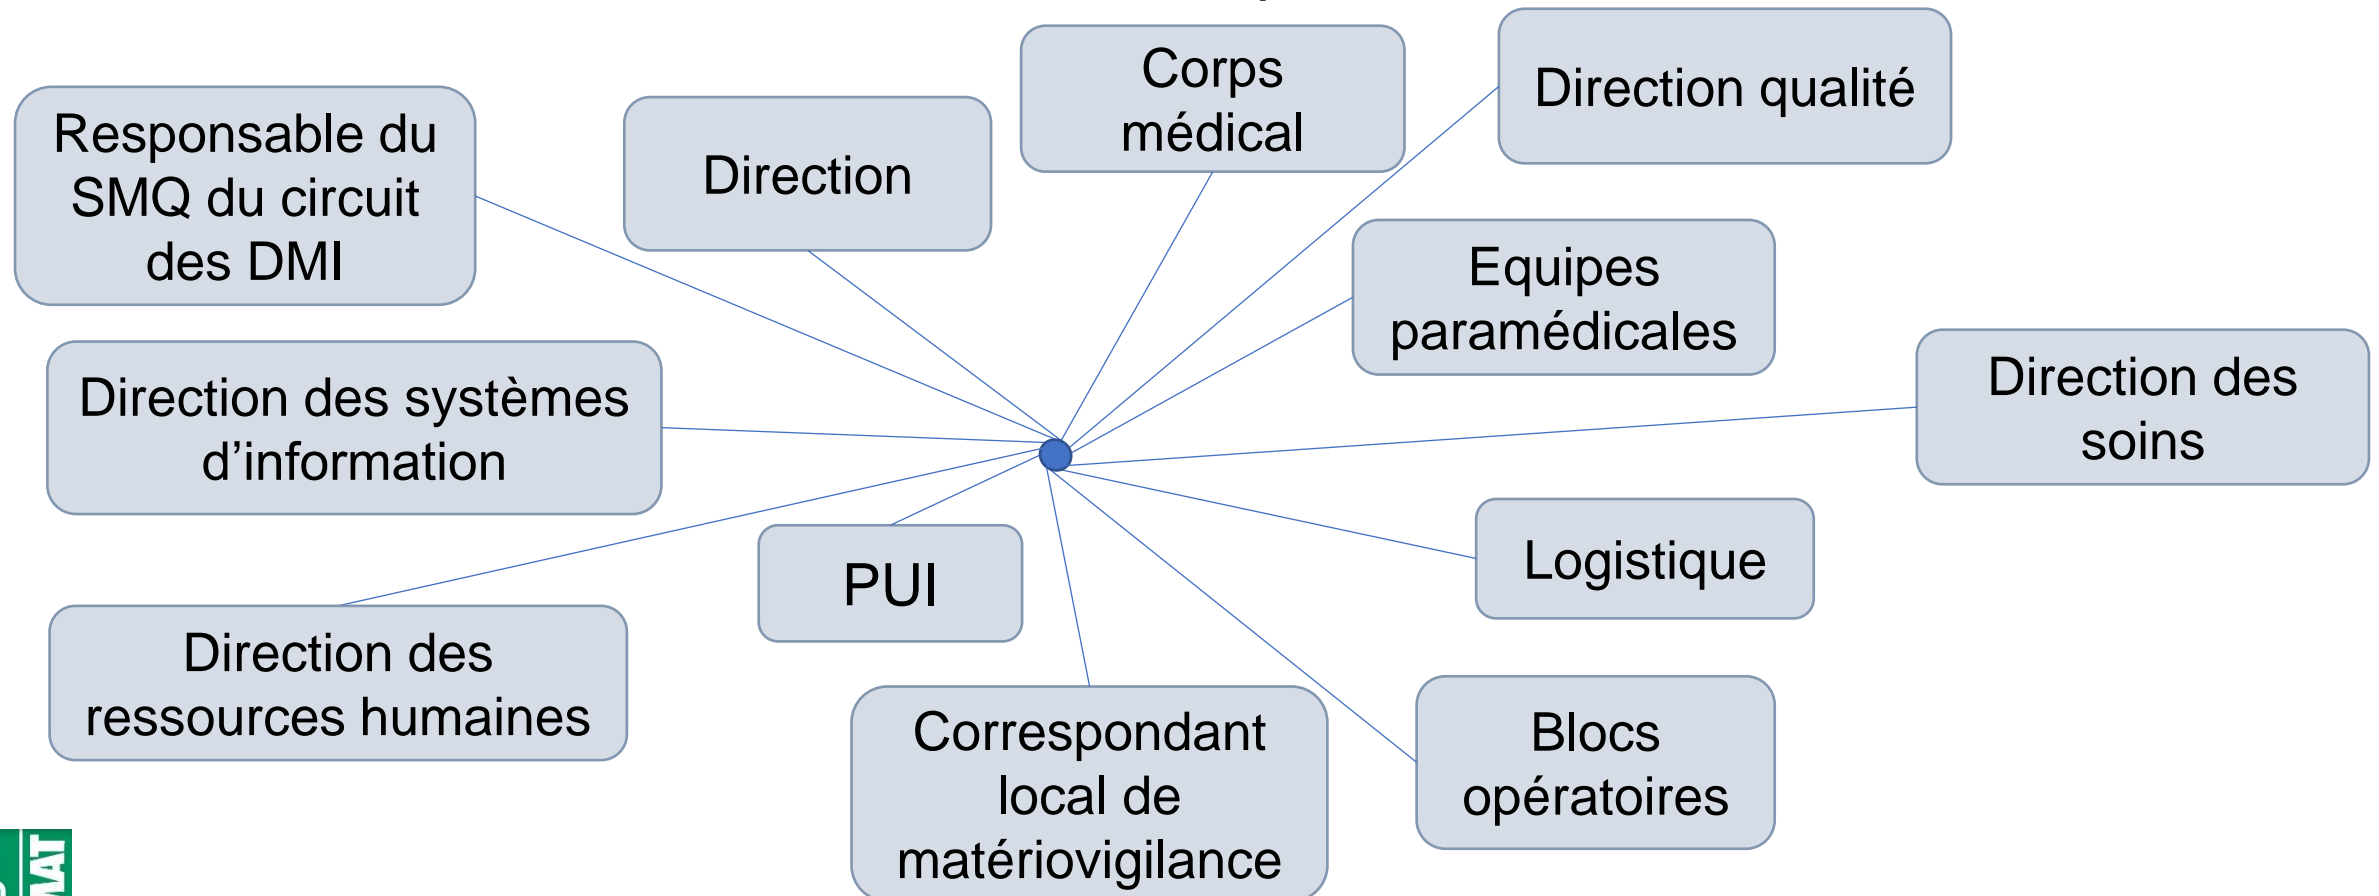 Corps
médical
Direction qualité
Responsable du
SMQ du circuit
des DMI
Direction
Equipes
paramédicales
Direction des systèmes
d’information
Direction des
soins
PUI
Logistique
Direction des
ressources humaines
Correspondant
local de
matériovigilance
Blocs
opératoires